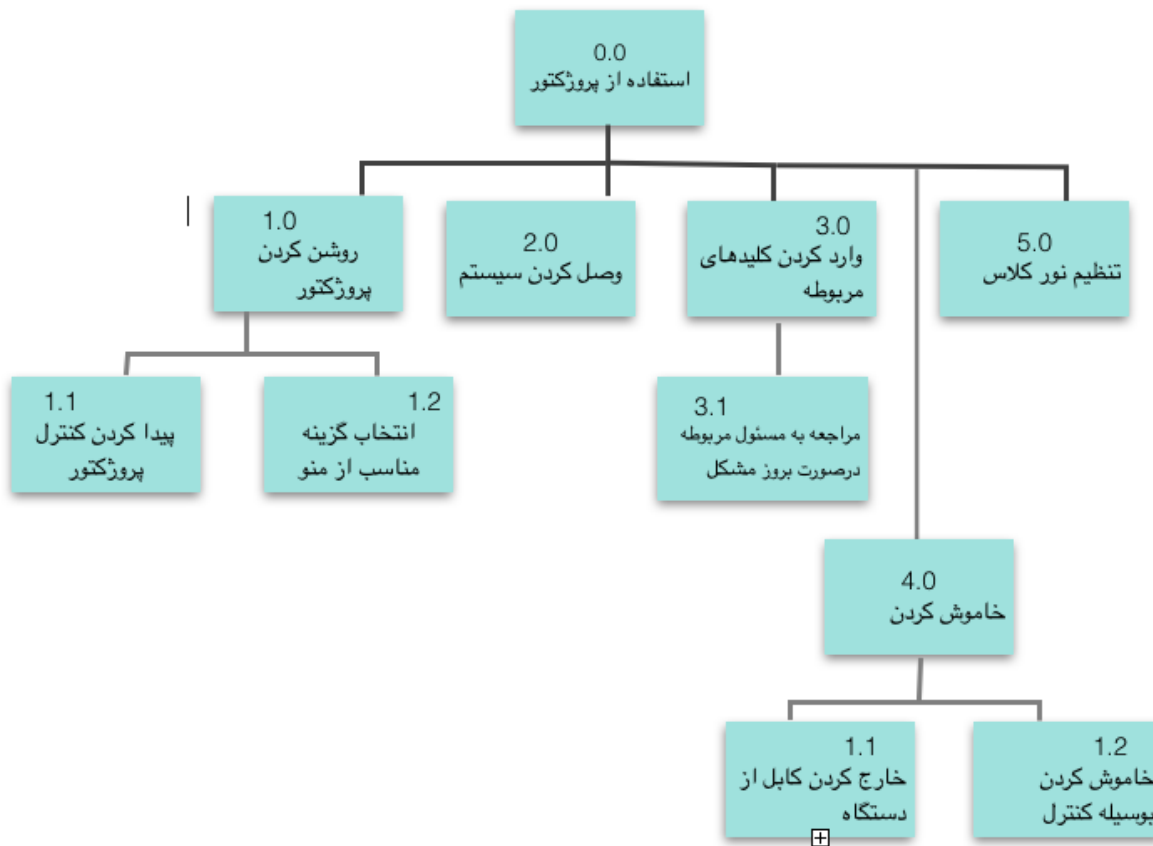 0.0
استفاده از پروژکتور
1.0
روشن کردن
پروژکتور
2.0
وصل کردن سیستم
3.0
وارد کردن کلیدهای
مربوطه
5.0
تنظیم نور کلاس
1.1
پیدا کردن کنترل
پروژکتور
1.2
انتخاب گزینه
مناسب از منو
3.1
مراجعه به مسئول مربوطه
درصورت بروز مشکل
4.0
خاموش کردن
1.1
خارج کردن کابل از
دستگاه
1.2
خاموش کردن
بوسیله کنترل